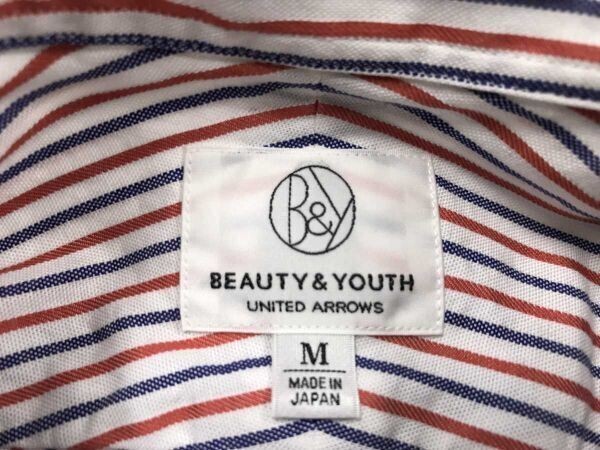 B&Y
BEAUTY & YOUTH
UNITED ARROWS
M
MADE IN
JAPAN